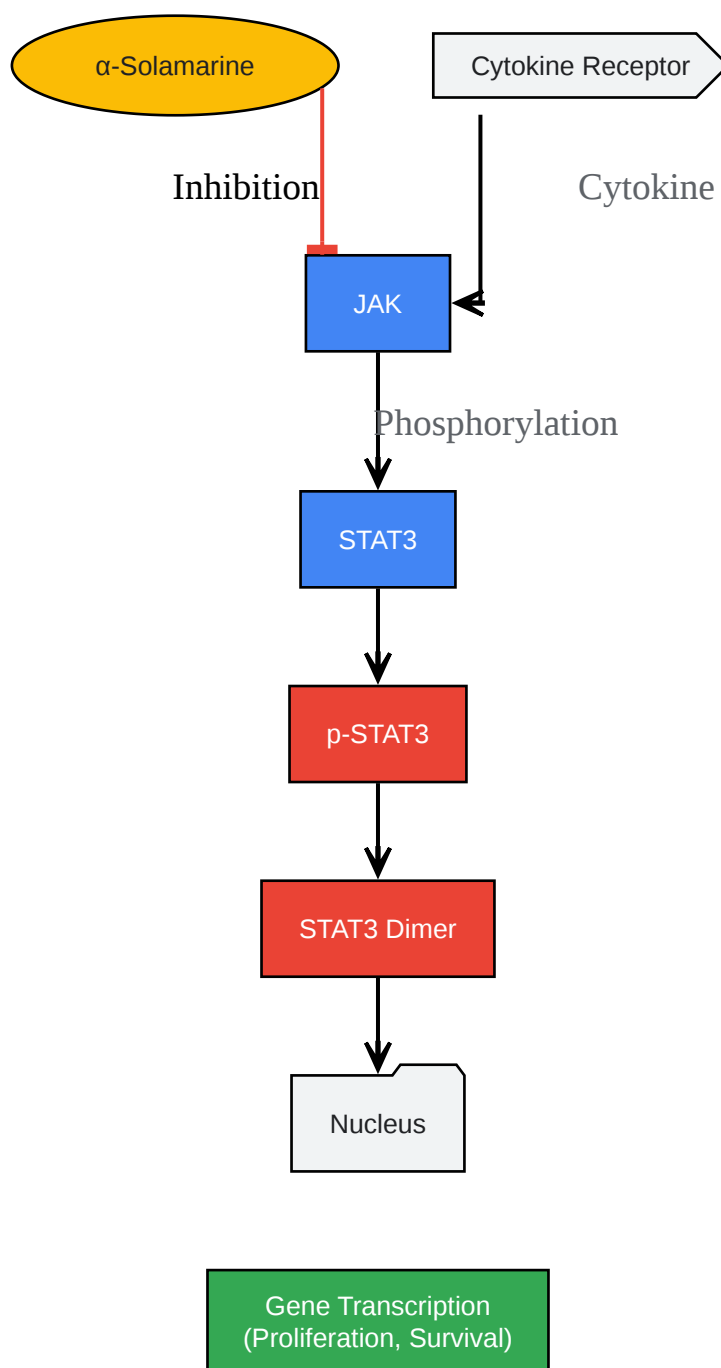 α-Solamarine
Cytokine Receptor
Inhibition
Cytokine
JAK
Phosphorylation
STAT3
p-STAT3
STAT3 Dimer
Nucleus
Gene Transcription
(Proliferation, Survival)